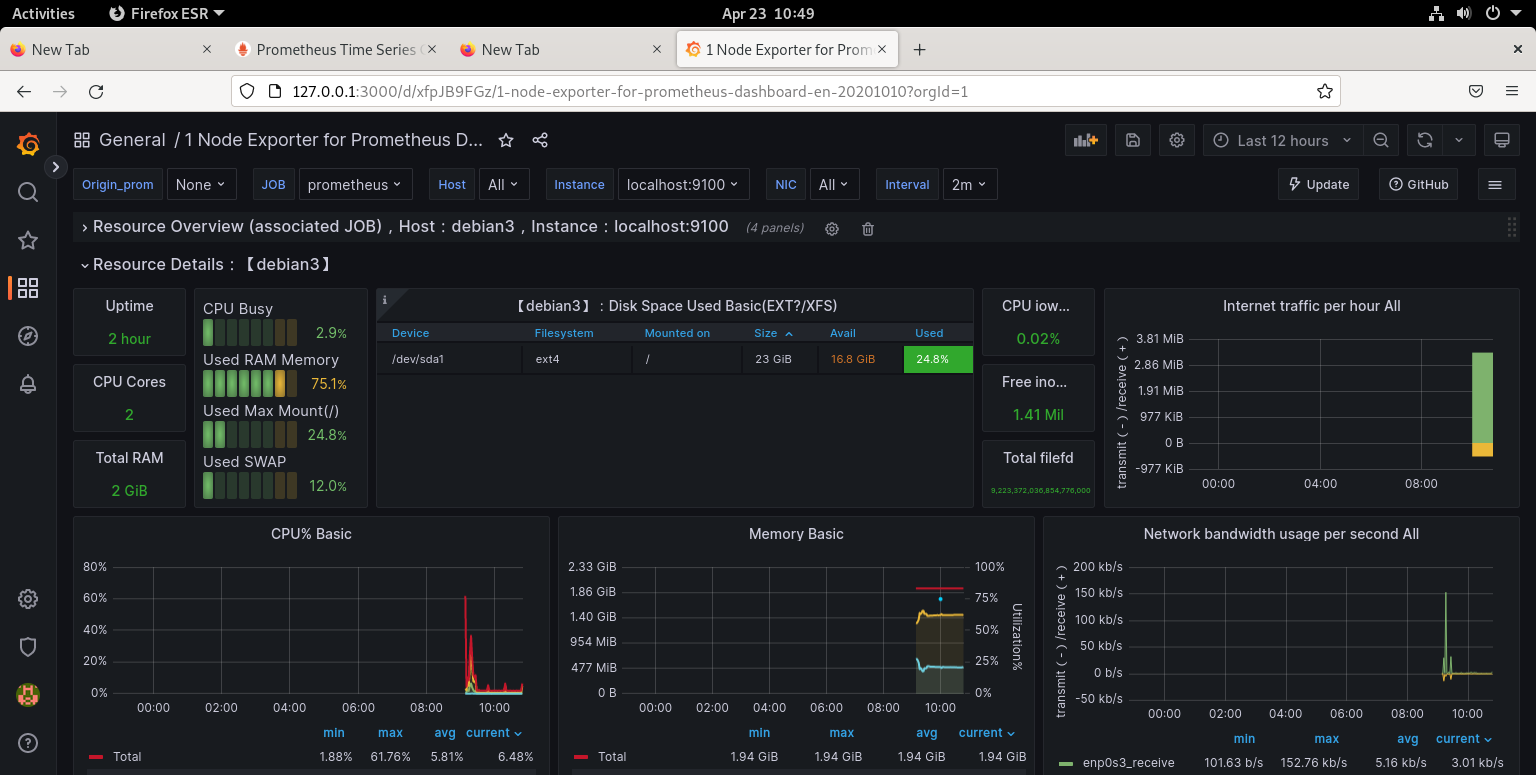 Activities Firefox ESR Apr 23 10:49
New Tab Prometheus Time Series New Tab 1 Node Exporter for Prom
127.0.0.1:3000/d/xfpJB9FGz/1-node-exporter-for-prometheus-dashboard-en-20201010?orgId=1
General / 1 Node Exporter for Prometheus D... Last 12 hours
Origin_prom None JOB prometheus Host All Instance localhost:9100 NIC All Interval 2m Update GitHub
Resource Overview (associated JOB) , Host : debian3 , Instance : localhost:9100 (4 panels)
Resource Details : 【debian3】
Uptime
2 hour
CPU Cores
2
Total RAM
2 GiB
CPU Busy
2.9%
Used RAM Memory
75.1%
Used Max Mount(/)
24.8%
Used SWAP
12.0%
i
【debian3】 : Disk Space Used Basic(EXT?/XFS)
Device Filesystem Mounted on Size Avail Used
/dev/sda1 ext4 / 23 GiB 16.8 GiB 24.8%
CPU iow...
0.02%
Free ino...
1.41 Mil
Total filefd
9,223,372,036,854,776,000
Internet traffic per hour All
transmit ( - ) /receive ( + )
3.81 MiB
2.86 MiB
1.91 MiB
977 KiB
0 B
-977 KiB
00:00 04:00 08:00
CPU% Basic
80%
60%
40%
20%
0%
00:00 02:00 04:00 06:00 08:00 10:00
min max avg current
Total 1.88% 61.76% 5.81% 6.48%
Memory Basic
2.33 GiB 100%
1.86 GiB 75%
1.40 GiB 50%
954 MiB
477 MiB 25%
0 B 0%
Utilization%
00:00 02:00 04:00 06:00 08:00 10:00
min max avg current
Total 1.94 GiB 1.94 GiB 1.94 GiB 1.94 GiB
Network bandwidth usage per second All
transmit ( - ) /receive ( + )
200 kb/s
150 kb/s
100 kb/s
50 kb/s
0 b/s
-50 kb/s
00:00 02:00 04:00 06:00 08:00 10:00
min max avg current
enp0s3_receive 101.63 b/s 152.76 kb/s 5.16 kb/s 3.01 kb/s